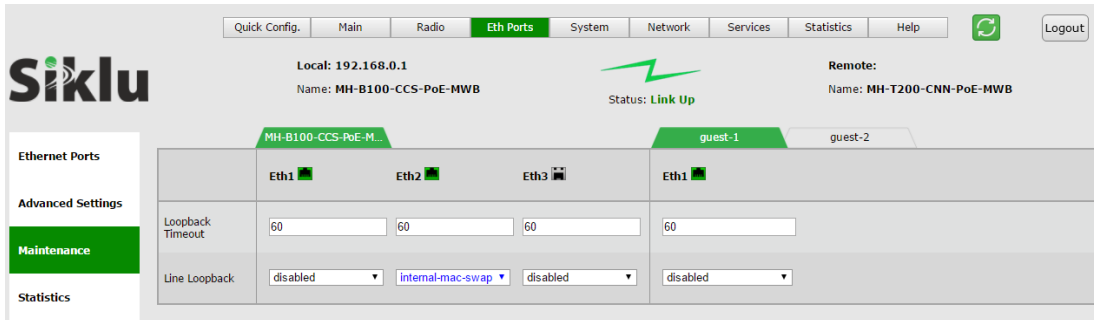 Quick Config. Main Radio Eth Ports System Network Services Statistics Help Logout
Siklu
Local: 192.168.0.1
Name: MH-B100-CCS-PoE-MWB
Status: Link Up
Remote:
Name: MH-T200-CNN-PoE-MWB
MH-B100-CCS-PoE-M... guest-1 guest-2
Ethernet Ports
Advanced Settings
Maintenance
Statistics
Eth1 Eth2 Eth3 Eth1
Loopback
Timeout
60 60 60 60
Line Loopback disabled internal-mac-swap disabled disabled